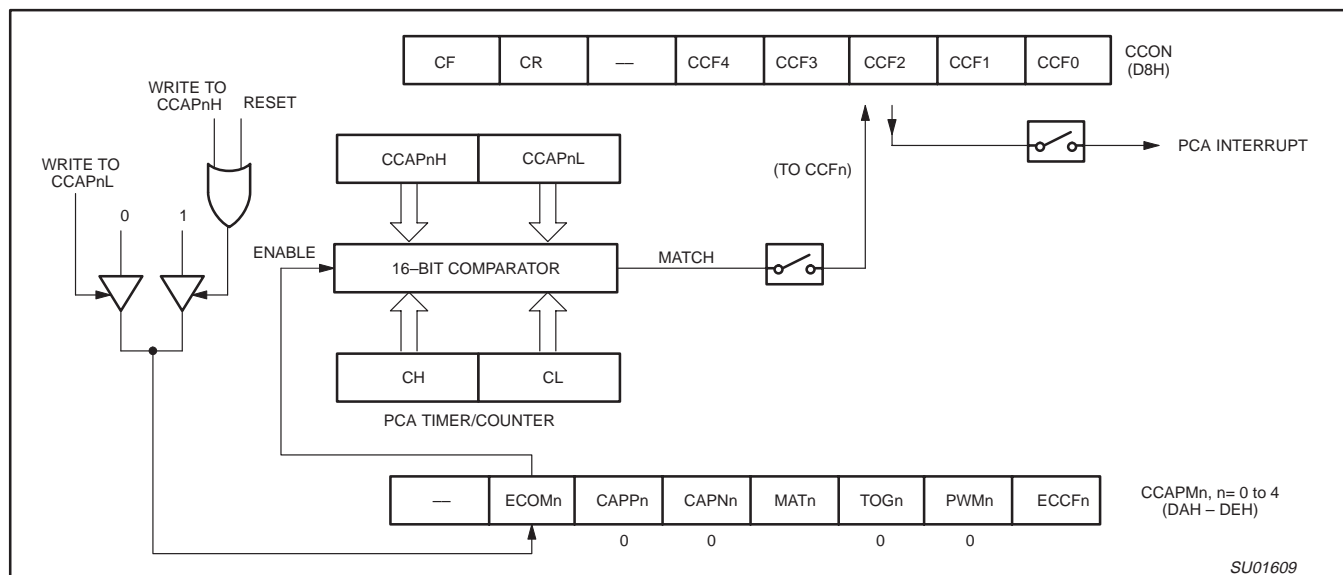 CF CR — CCF4 CCF3 CCF2 CCF1 CCF0
CCON
(D8H)
WRITE TO
CCAPnH
RESET
WRITE TO
CCAPnL
0 1
CCAPnH CCAPnL
(TO CCFn)
PCA INTERRUPT
ENABLE
16–BIT COMPARATOR
MATCH
CH CL
PCA TIMER/COUNTER
— ECOMn CAPPn CAPNn MATn TOGn PWMn ECCFn
CCAPMn, n= 0 to 4
(DAH – DEH)
0 0 0 0
SU01609